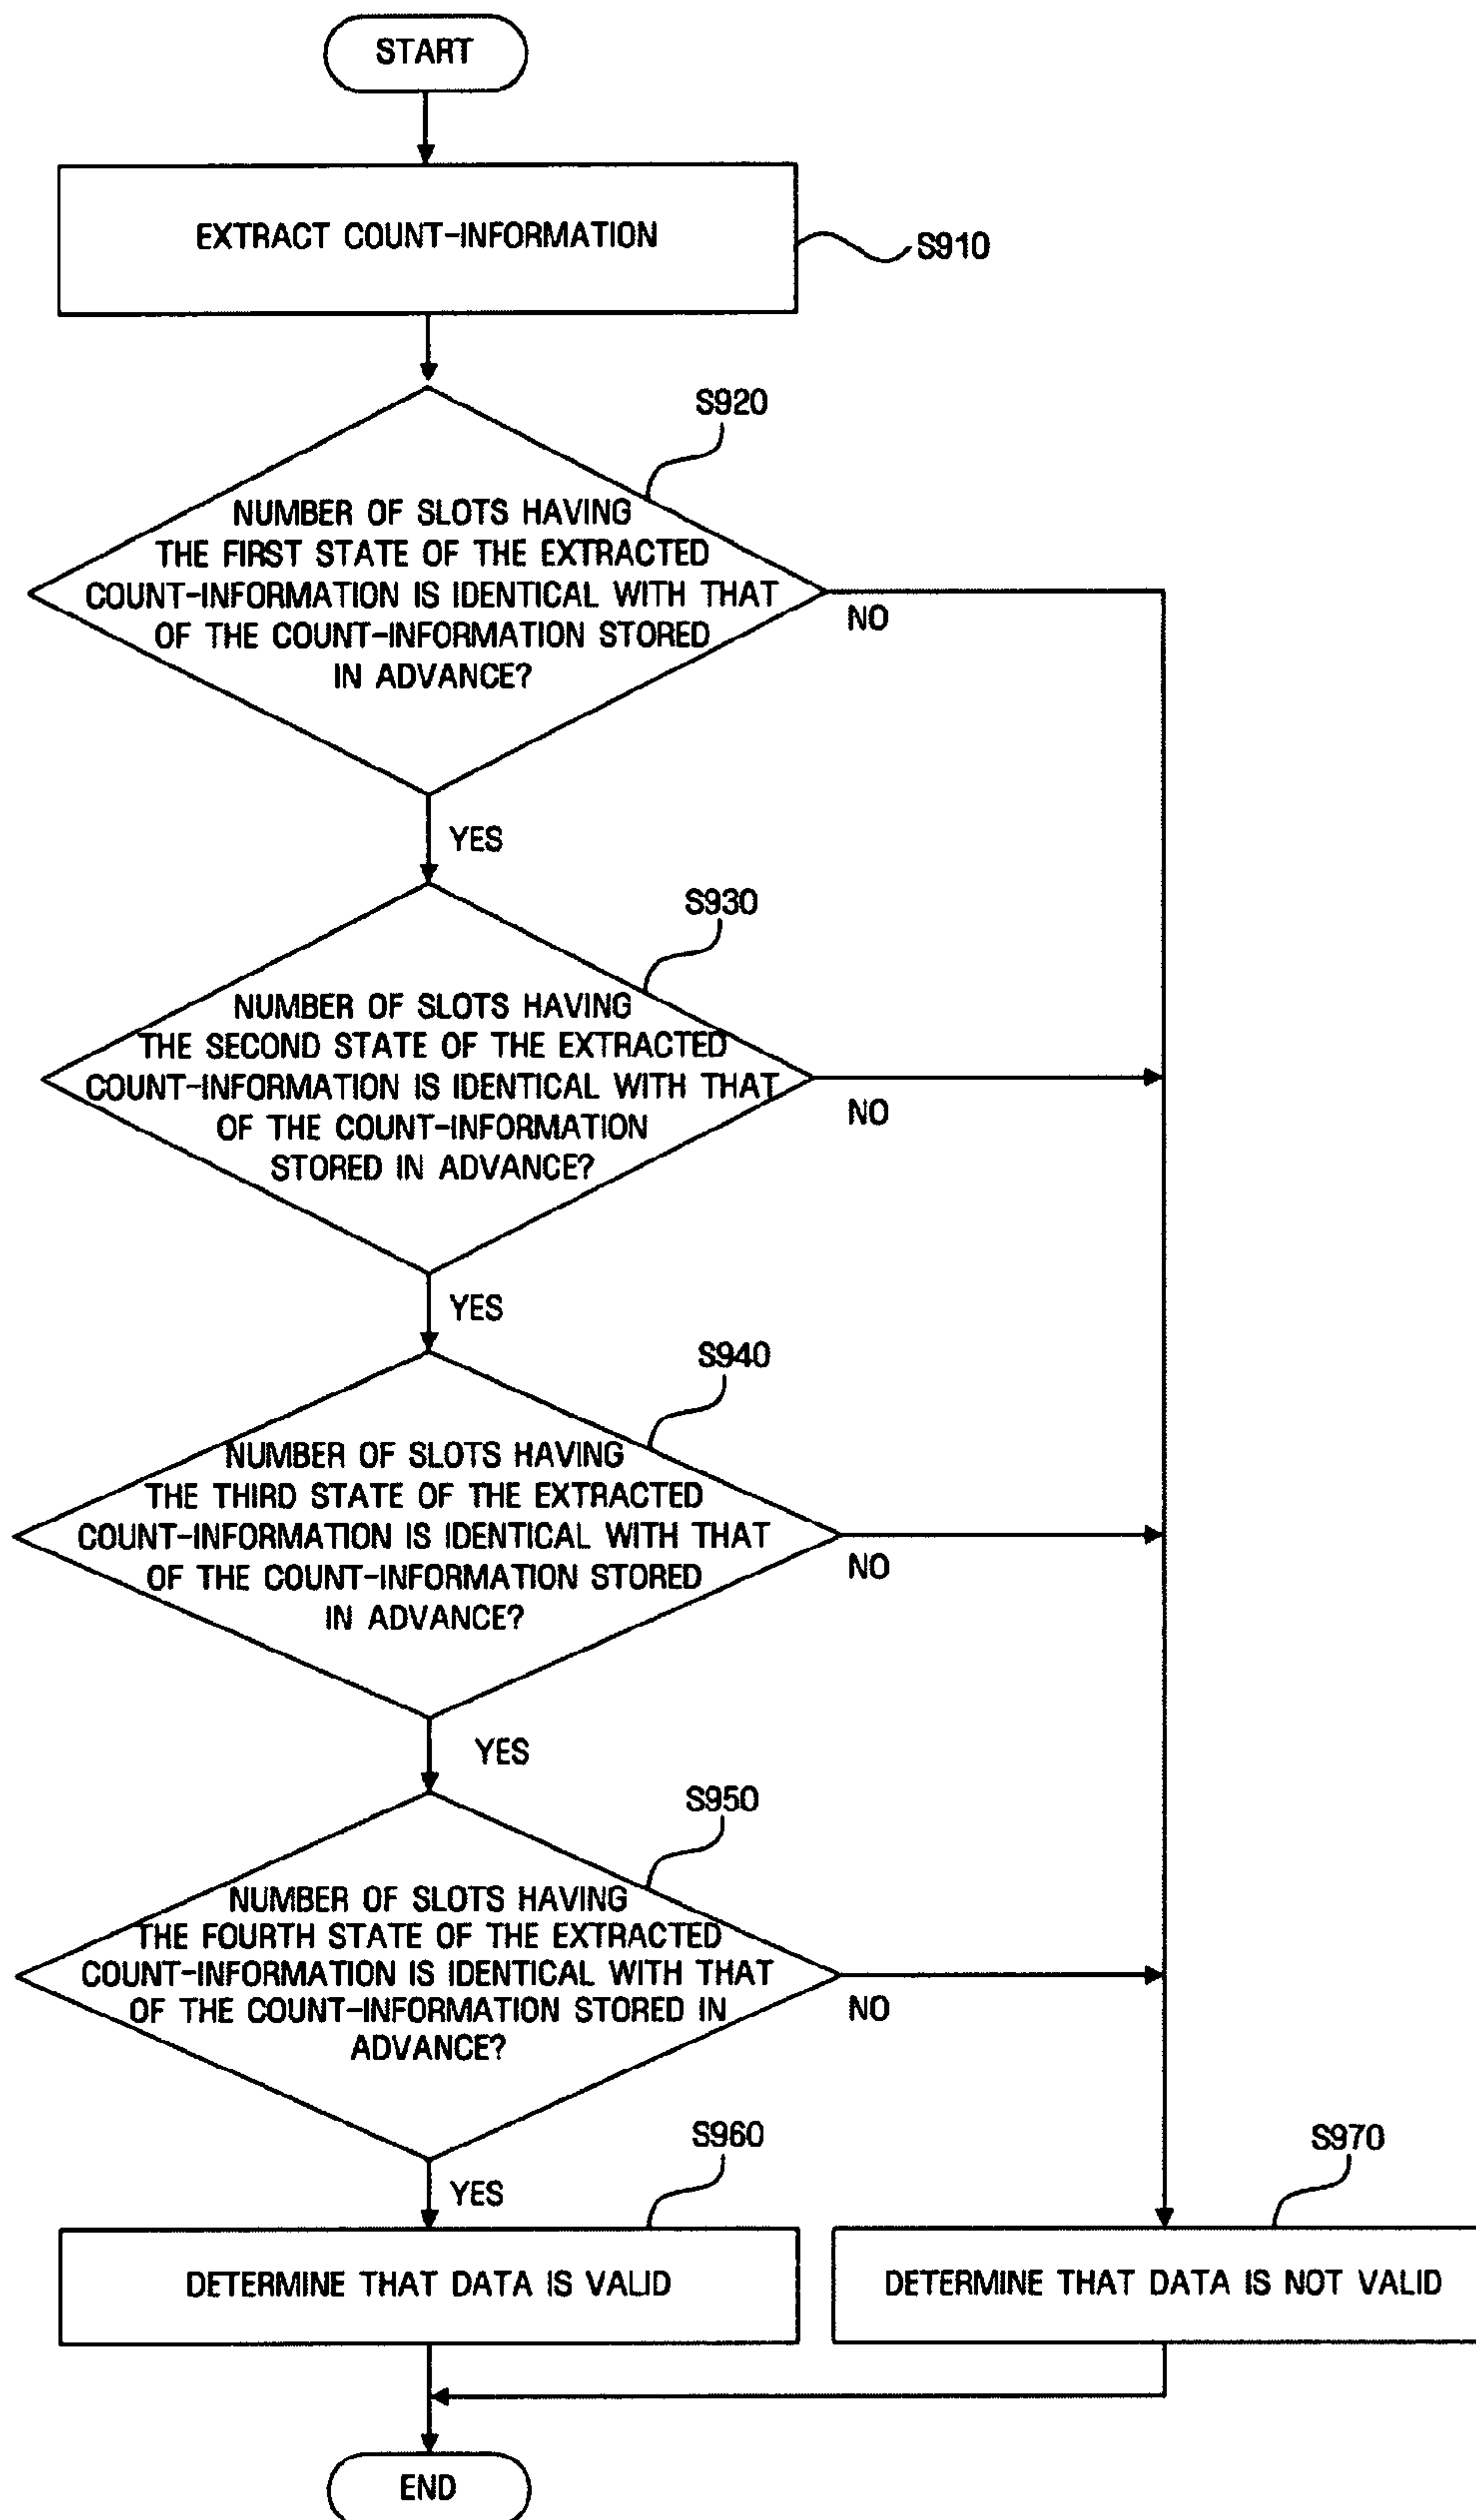 START
EXTRACT COUNT-INFORMATION
S910
S920
NUMBER OF SLOTS HAVING
THE FIRST STATE OF THE EXTRACTED
COUNT-INFORMATION IS IDENTICAL WITH THAT
OF THE COUNT-INFORMATION STORED
IN ADVANCE?
NO
YES
S930
NUMBER OF SLOTS HAVING
THE SECOND STATE OF THE EXTRACTED
COUNT-INFORMATION IS IDENTICAL WITH THAT
OF THE COUNT-INFORMATION
STORED IN ADVANCE?
NO
YES
S940
NUMBER OF SLOTS HAVING
THE THIRD STATE OF THE EXTRACTED
COUNT-INFORMATION IS IDENTICAL WITH THAT
OF THE COUNT-INFORMATION STORED
IN ADVANCE?
NO
YES
S950
NUMBER OF SLOTS HAVING
THE FOURTH STATE OF THE EXTRACTED
COUNT-INFORMATION IS IDENTICAL WITH THAT
OF THE COUNT-INFORMATION STORED IN
ADVANCE?
NO
YES
S960
DETERMINE THAT DATA IS VALID
S970
DETERMINE THAT DATA IS NOT VALID
END